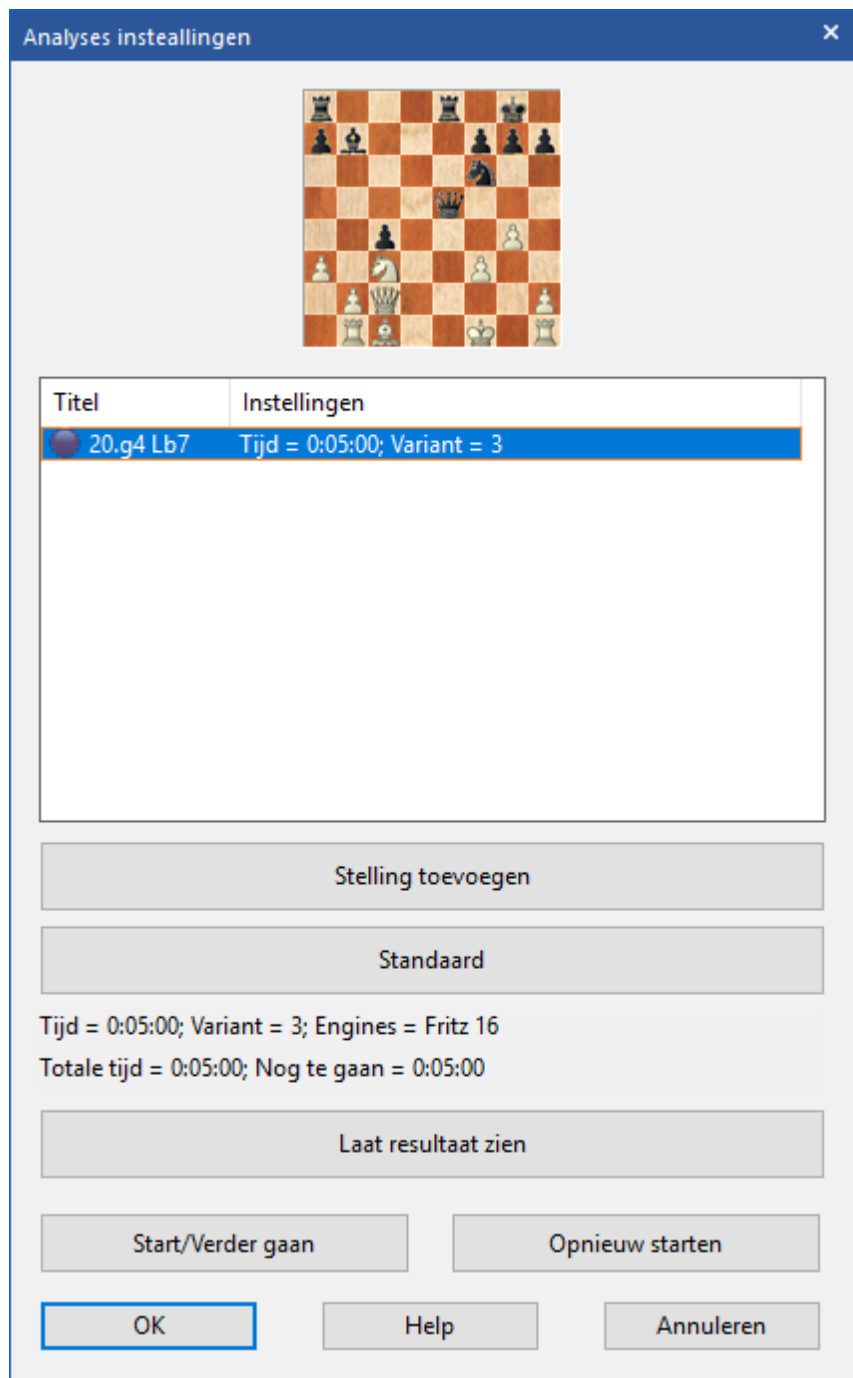 Analyses insteallingen
Titel Instellingen
20.g4 Lb7 Tijd = 0:05:00; Variant = 3
Stelling toevoegen
Standaard
Tijd = 0:05:00; Variant = 3; Engines = Fritz 16
Totale tijd = 0:05:00; Nog te gaan = 0:05:00
Laat resultaat zien
Start/Verder gaan Opnieuw starten
OK Help Annuleren